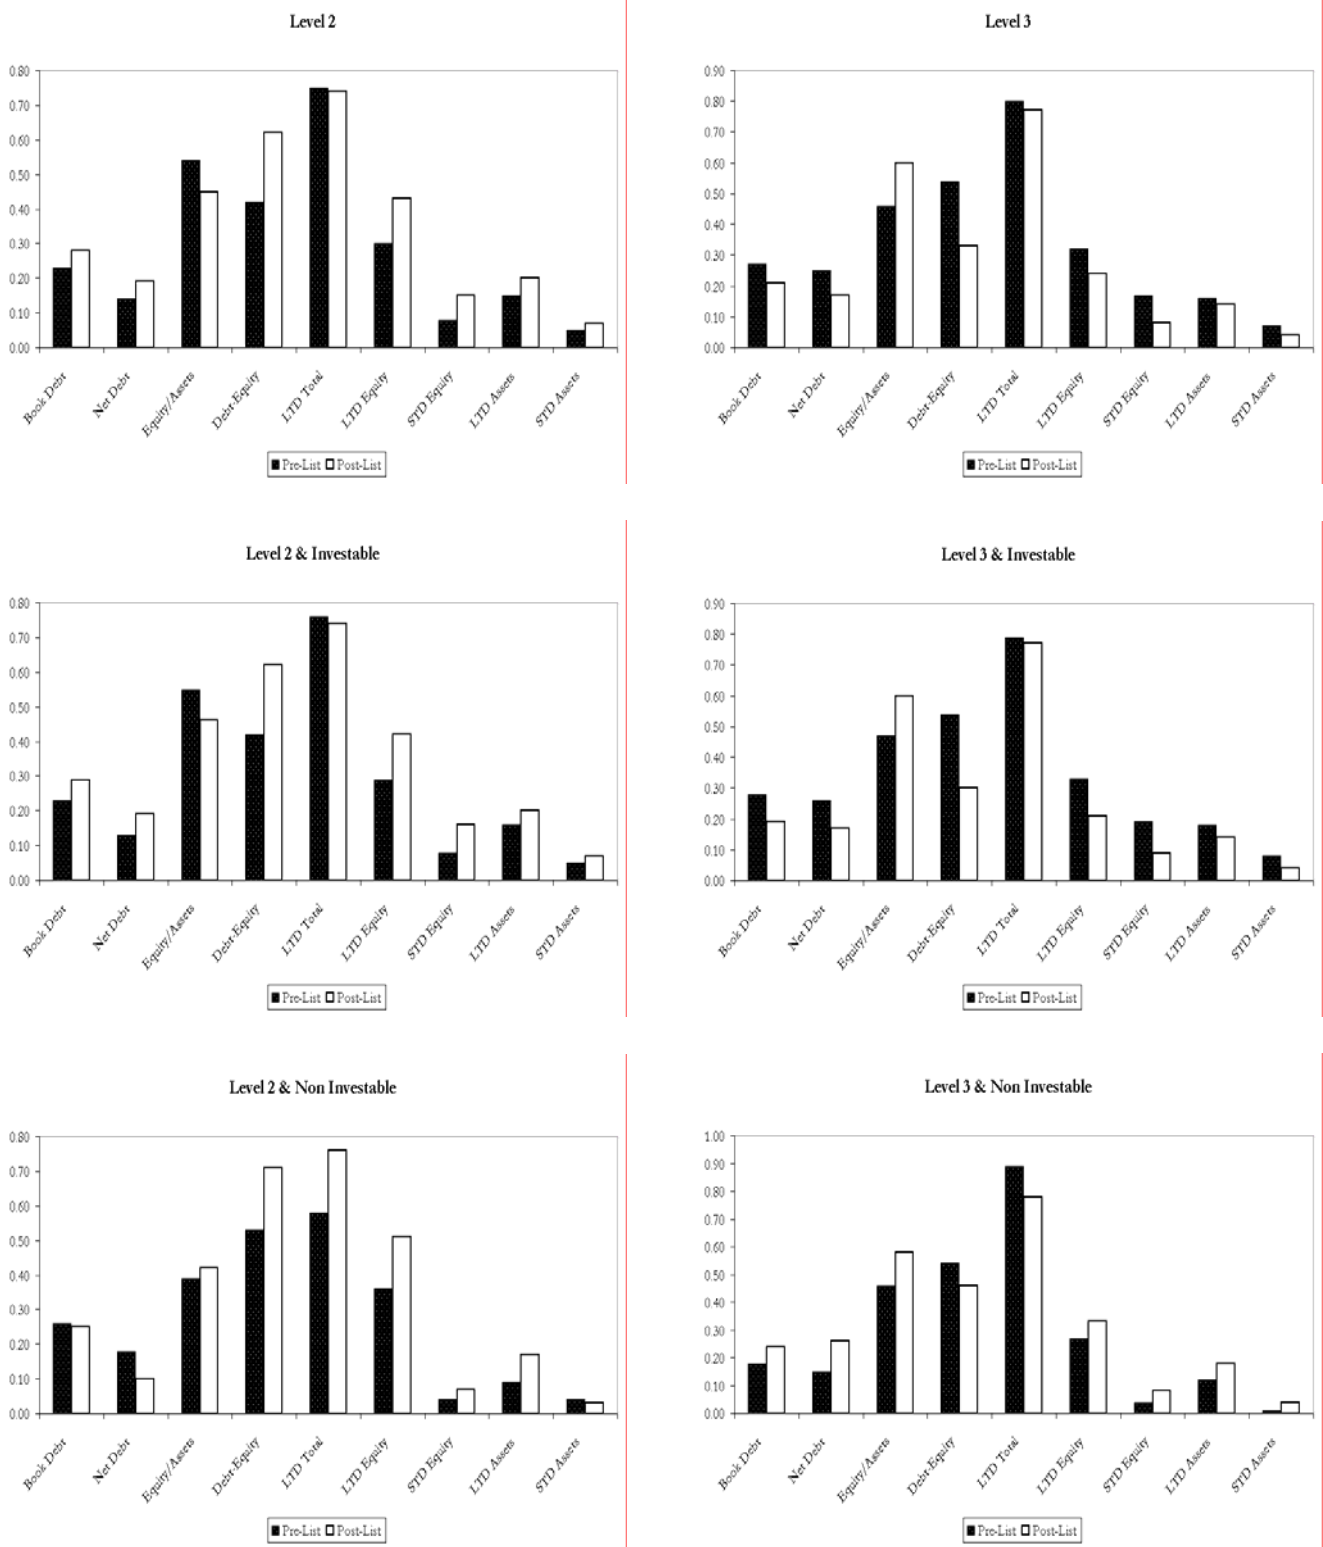 Level 2
0.80
0.70
0.60
0.50
0.40
0.30
0.20
0.10
0.00
Book Debt
Net Debt
Equity/Assets
Debt-Equity
LTD Total
LTD Equity
STD Equity
LTD Assets
STD Assets
Pre-List Post-List
Level 3
0.90
0.80
0.70
0.60
0.50
0.40
0.30
0.20
0.10
0.00
Book Debt
Net Debt
Equity/Assets
Debt-Equity
LTD Total
LTD Equity
STD Equity
LTD Assets
STD Assets
Pre-List Post-List
Level 2 & Investable
0.80
0.70
0.60
0.50
0.40
0.30
0.20
0.10
0.00
Book Debt
Net Debt
Equity/Assets
Debt-Equity
LTD Total
LTD Equity
STD Equity
LTD Assets
STD Assets
Pre-List Post-List
Level 3 & Investable
0.90
0.80
0.70
0.60
0.50
0.40
0.30
0.20
0.10
0.00
Book Debt
Net Debt
Equity/Assets
Debt-Equity
LTD Total
LTD Equity
STD Equity
LTD Assets
STD Assets
Pre-List Post-List
Level 2 & Non Investable
0.80
0.70
0.60
0.50
0.40
0.30
0.20
0.10
0.00
Book Debt
Net Debt
Equity/Assets
Debt-Equity
LTD Total
LTD Equity
STD Equity
LTD Assets
STD Assets
Pre-List Post-List
Level 3 & Non Investable
1.00
0.90
0.80
0.70
0.60
0.50
0.40
0.30
0.20
0.10
0.00
Book Debt
Net Debt
Equity/Assets
Debt-Equity
LTD Total
LTD Equity
STD Equity
LTD Assets
STD Assets
Pre-List Post-List